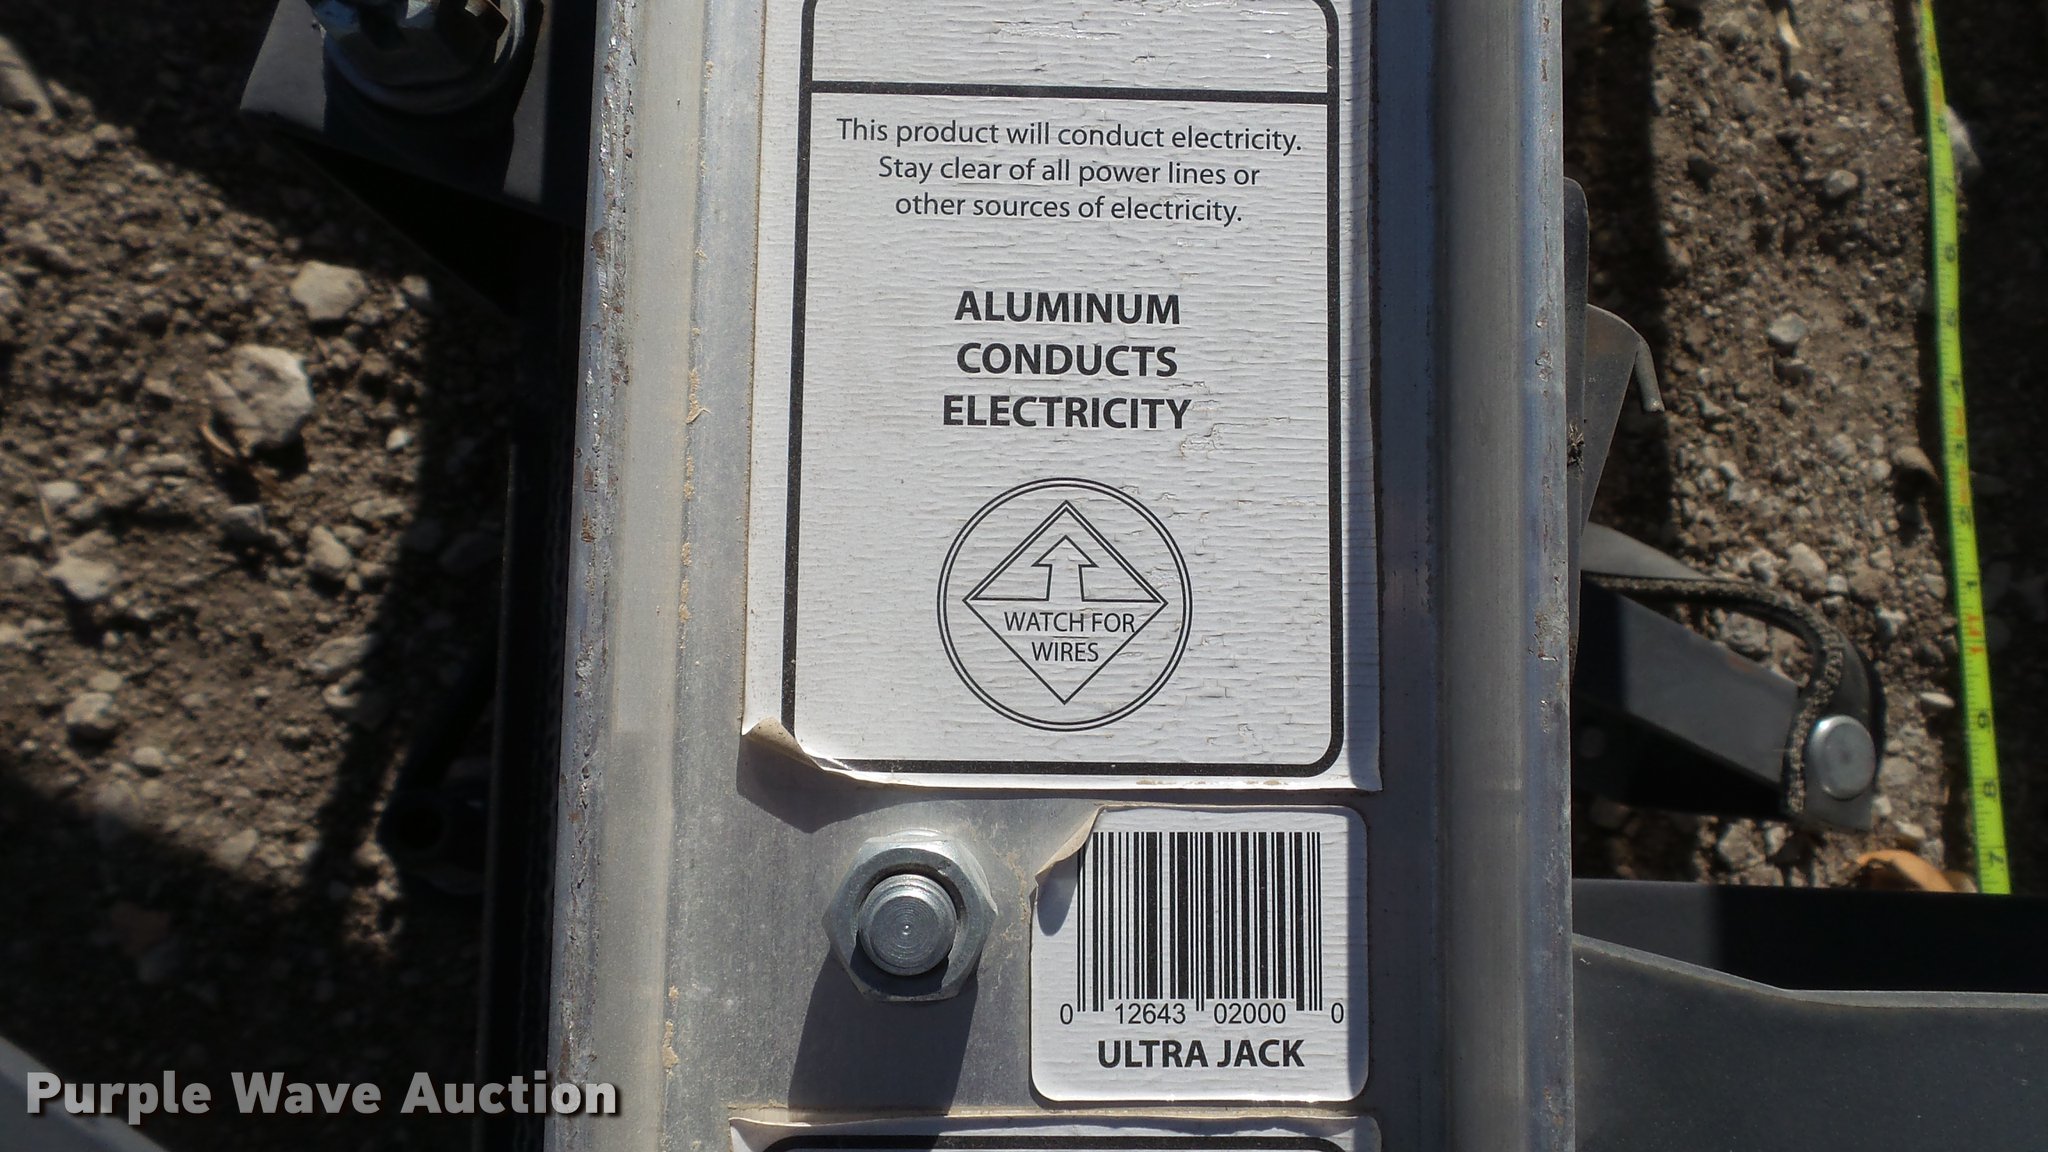 This product will conduct electricity.
Stay clear of all power lines or
other sources of electricity.
ALUMINUM
CONDUCTS
ELECTRICITY
WATCH FOR
WIRES
0 12643 02000 0
ULTRA JACK
Purple Wave Auction